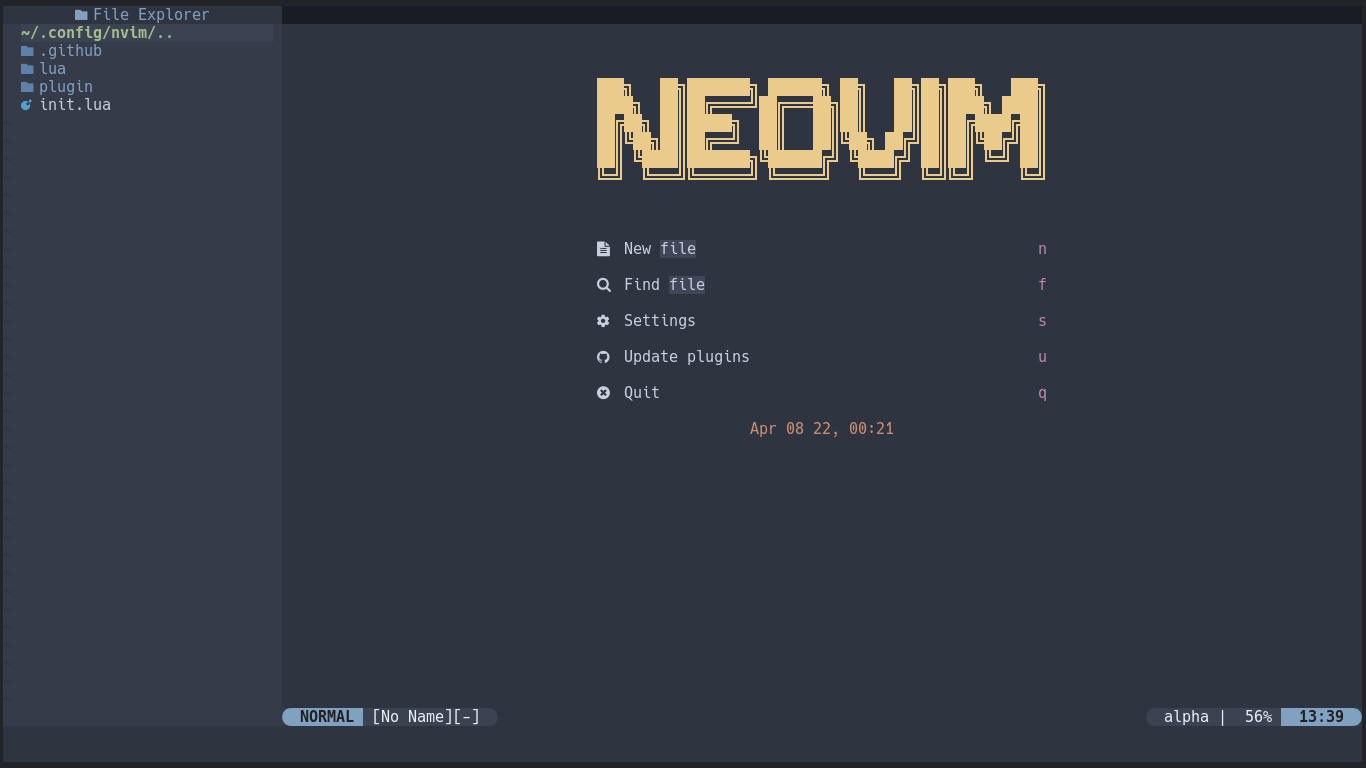 File Explorer
~/.config/nvim/..
.github
lua
plugin
init.lua
NEOVIM
New file n
Find file f
Settings s
Update plugins u
Quit q
Apr 08 22, 00:21
NORMAL [No Name][-] alpha | 56% 13:39